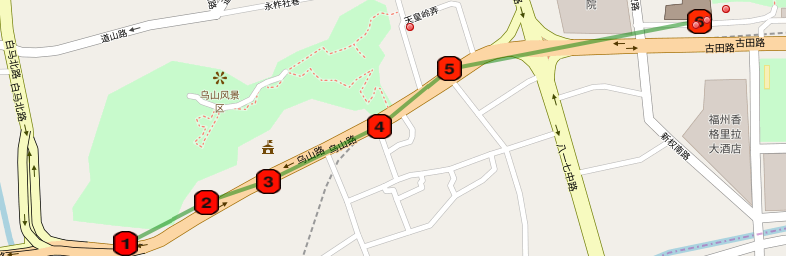 永柞社巷
院
天皇岭弄
道山路
古田路
古田路
白马北路
白马北路
乌山风景
区
福州香
格里拉
大酒店
新权南路
八一七中路
乌山路
乌山路
1
2
3
4
5
6